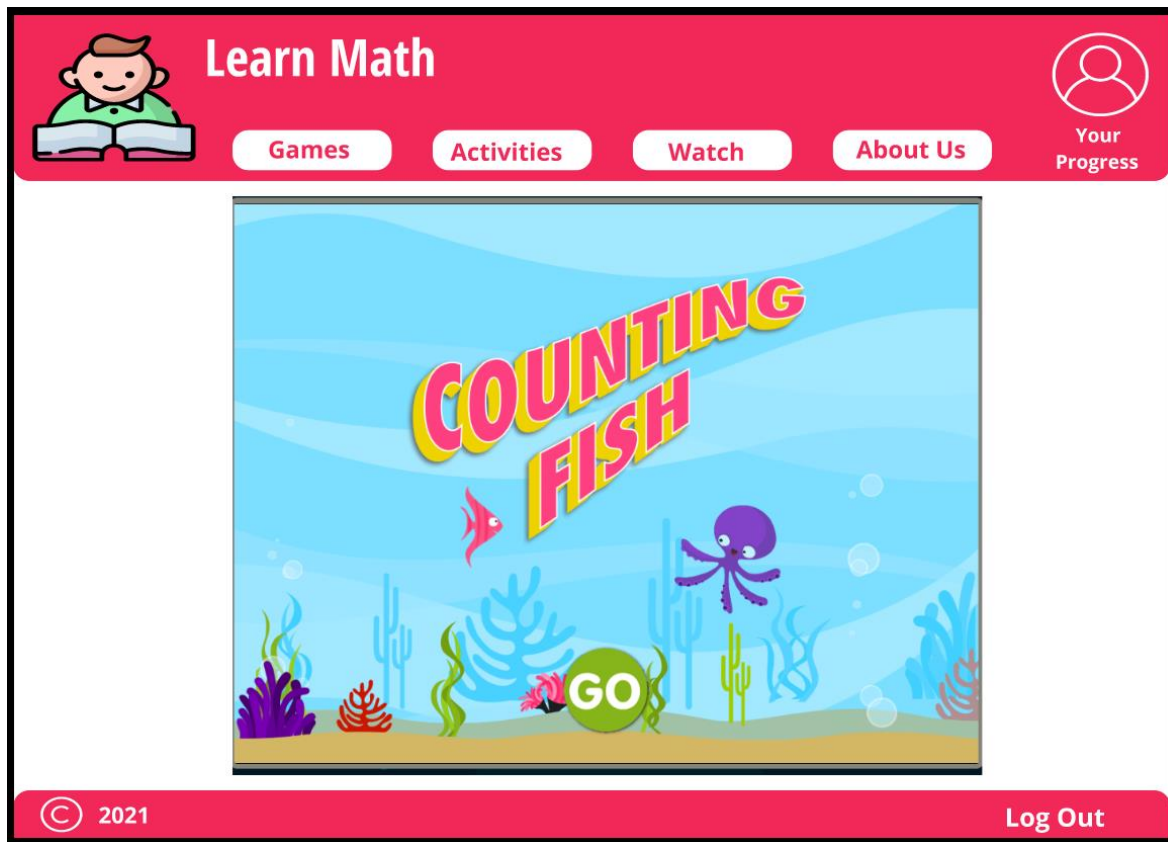 Learn Math
Games
Activities
Watch
About Us
Your
Progress
COUNTING
FISH
GO
© 2021
Log Out